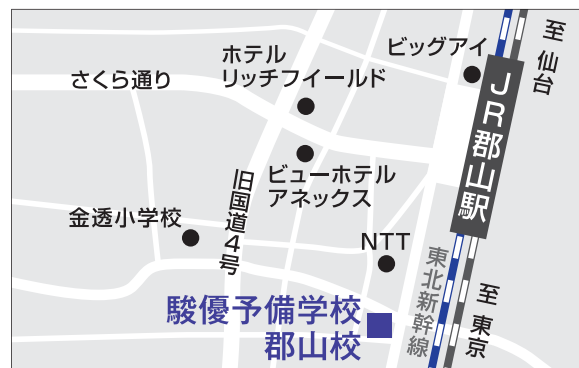 至 仙台
ビッグアイ
ホテル
リッチフィールド
さくら通り
JR郡山駅
ビューホテル
アネックス
旧国道4号
金透小学校
NTT
東北新幹線
至 東京
駿優予備学校
郡山校